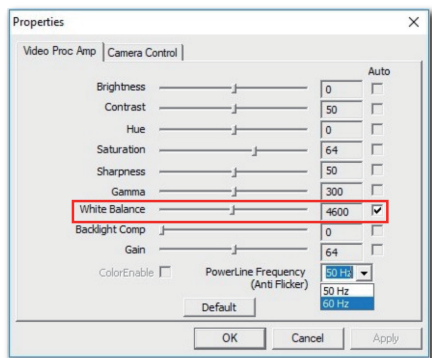 Properties
Video Proc Amp Camera Control
Auto
Brightness 0
Contrast 50
Hue 0
Saturation 64
Sharpness 50
Gamma 300
White Balance 4600
Backlight Comp 0
Gain 64
ColorEnable PowerLine Frequency 50 Hz
(Anti Flicker)
50 Hz
60 Hz
Default
OK Cancel Apply